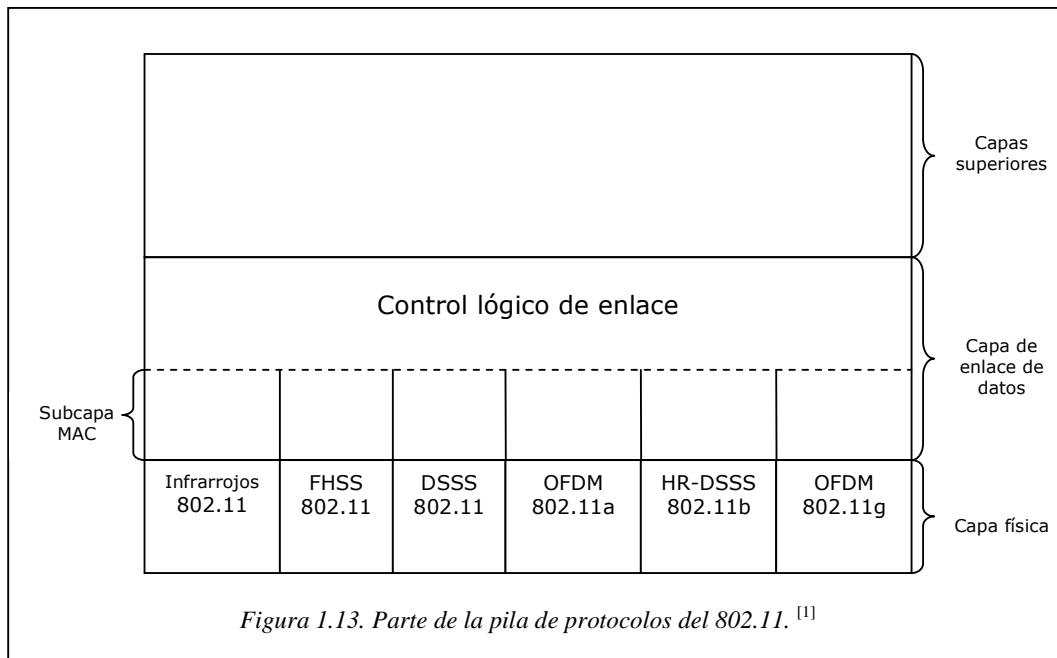 Capas
superiores
Control lógico de enlace
Capa de
enlace de
datos
Subcapa
MAC
Infrarrojos
802.11
FHSS
802.11
DSSS
802.11
OFDM
802.11a
HR-DSSS
802.11b
OFDM
802.11g
Capa física
Figura 1.13. Parte de la pila de protocolos del 802.11. [1]